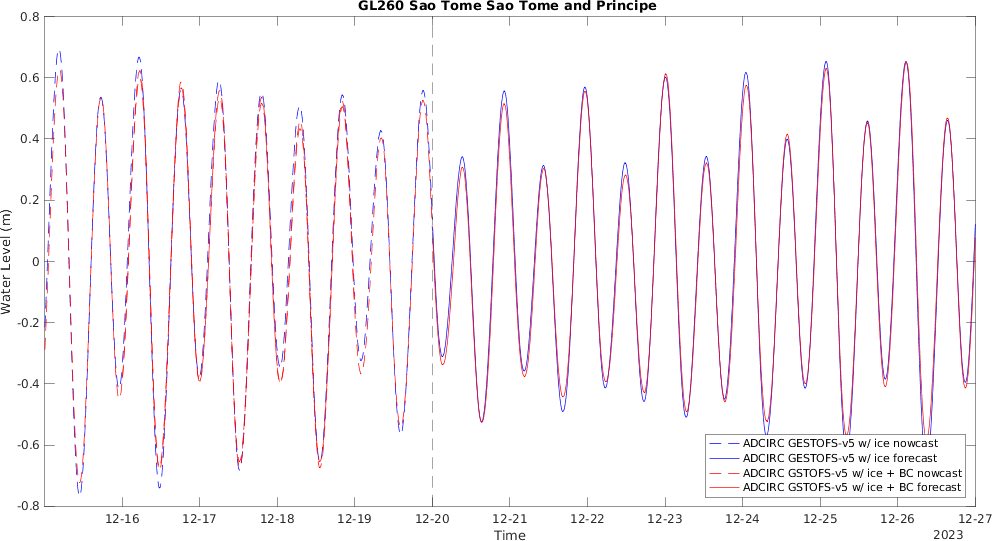 GL260 Sao Tome Sao Tome and Principe
0.8
0.6
0.4
0.2
0
-0.2
-0.4
-0.6
-0.8
Water Level (m)
ADCIRC GESTOFS-v5 w/ ice nowcast
ADCIRC GESTOFS-v5 w/ ice forecast
ADCIRC GSTOFS-v5 w/ ice + BC nowcast
ADCIRC GSTOFS-v5 w/ ice + BC forecast
12-16 12-17 12-18 12-19 12-20 12-21 12-22 12-23 12-24 12-25 12-26 12-27
Time
2023